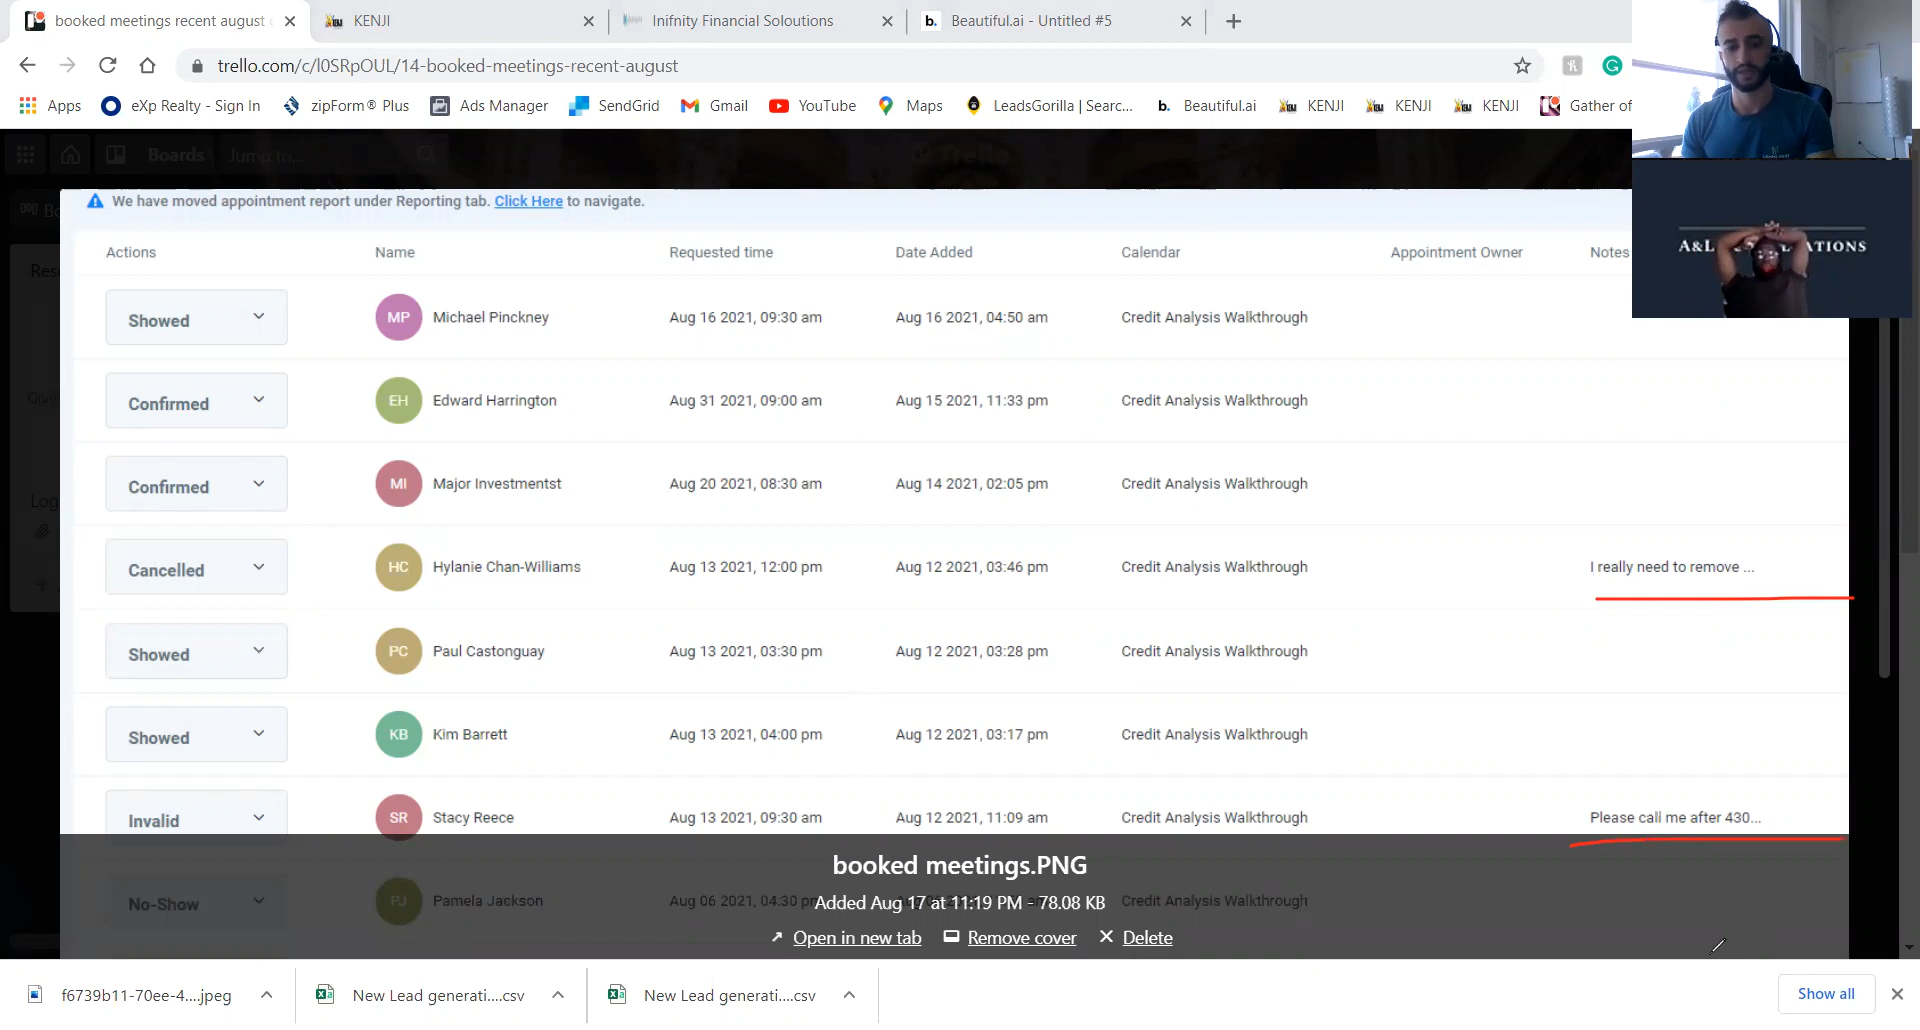 booked meetings recent august
KENJI
Inifnity Financial Soloutions
Beautiful.ai - Untitled #5
trello.com/c/l0SRpOUL/14-booked-meetings-recent-august
Apps
eXp Realty - Sign In
zipForm® Plus
Ads Manager
SendGrid
Gmail
YouTube
Maps
LeadsGorilla | Searc...
b. Beautiful.ai
KENJI
KENJI
KENJI
Gather of
Boards
Jump to...
Trello
We have moved appointment report under Reporting tab. Click Here to navigate.
Actions Name Requested time Date Added Calendar Appointment Owner Notes
Showed MP Michael Pinckney Aug 16 2021, 09:30 am Aug 16 2021, 04:50 am Credit Analysis Walkthrough
Confirmed EH Edward Harrington Aug 31 2021, 09:00 am Aug 15 2021, 11:33 pm Credit Analysis Walkthrough
Confirmed MI Major Investmentst Aug 20 2021, 08:30 am Aug 14 2021, 02:05 pm Credit Analysis Walkthrough
Cancelled HC Hylanie Chan-Williams Aug 13 2021, 12:00 pm Aug 12 2021, 03:46 pm Credit Analysis Walkthrough I really need to remove ...
Showed PC Paul Castonguay Aug 13 2021, 03:30 pm Aug 12 2021, 03:28 pm Credit Analysis Walkthrough
Showed KB Kim Barrett Aug 13 2021, 04:00 pm Aug 12 2021, 03:17 pm Credit Analysis Walkthrough
Invalid SR Stacy Reece Aug 13 2021, 09:30 am Aug 12 2021, 11:09 am Credit Analysis Walkthrough Please call me after 430...
No-Show PJ Pamela Jackson Aug 06 2021, 04:30 pm Credit Analysis Walkthrough
booked meetings.PNG
Added Aug 17 at 11:19 PM - 78.08 KB
Open in new tab Remove cover Delete
A&L
f6739b11-70ee-4....jpeg
New Lead generati....csv
New Lead generati....csv
Show all